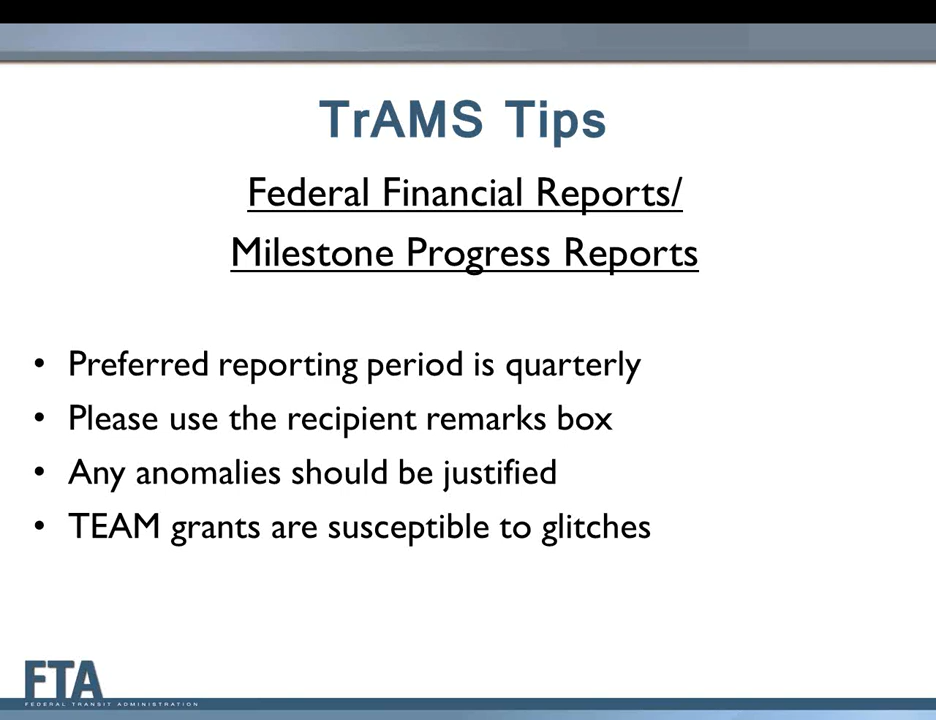 TrAMS Tips
Federal Financial Reports/
Milestone Progress Reports
• Preferred reporting period is quarterly
• Please use the recipient remarks box
• Any anomalies should be justified
• TEAM grants are susceptible to glitches
FTA
FEDERAL TRANSIT ADMINISTRATION